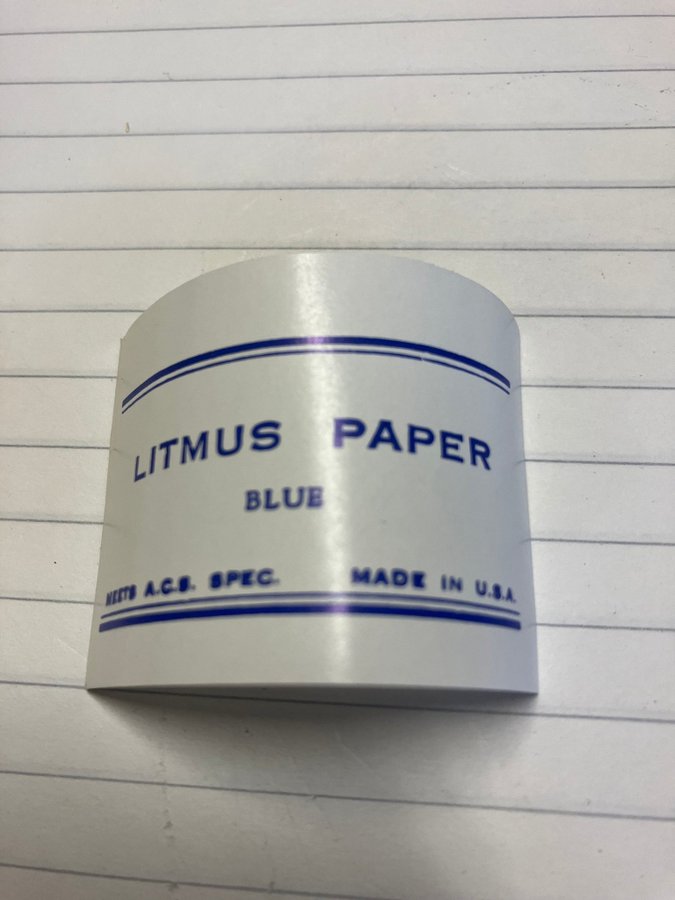 LITMUS PAPER
BLUE
MEETS A.C.S. SPEC. MADE IN U.S.A.